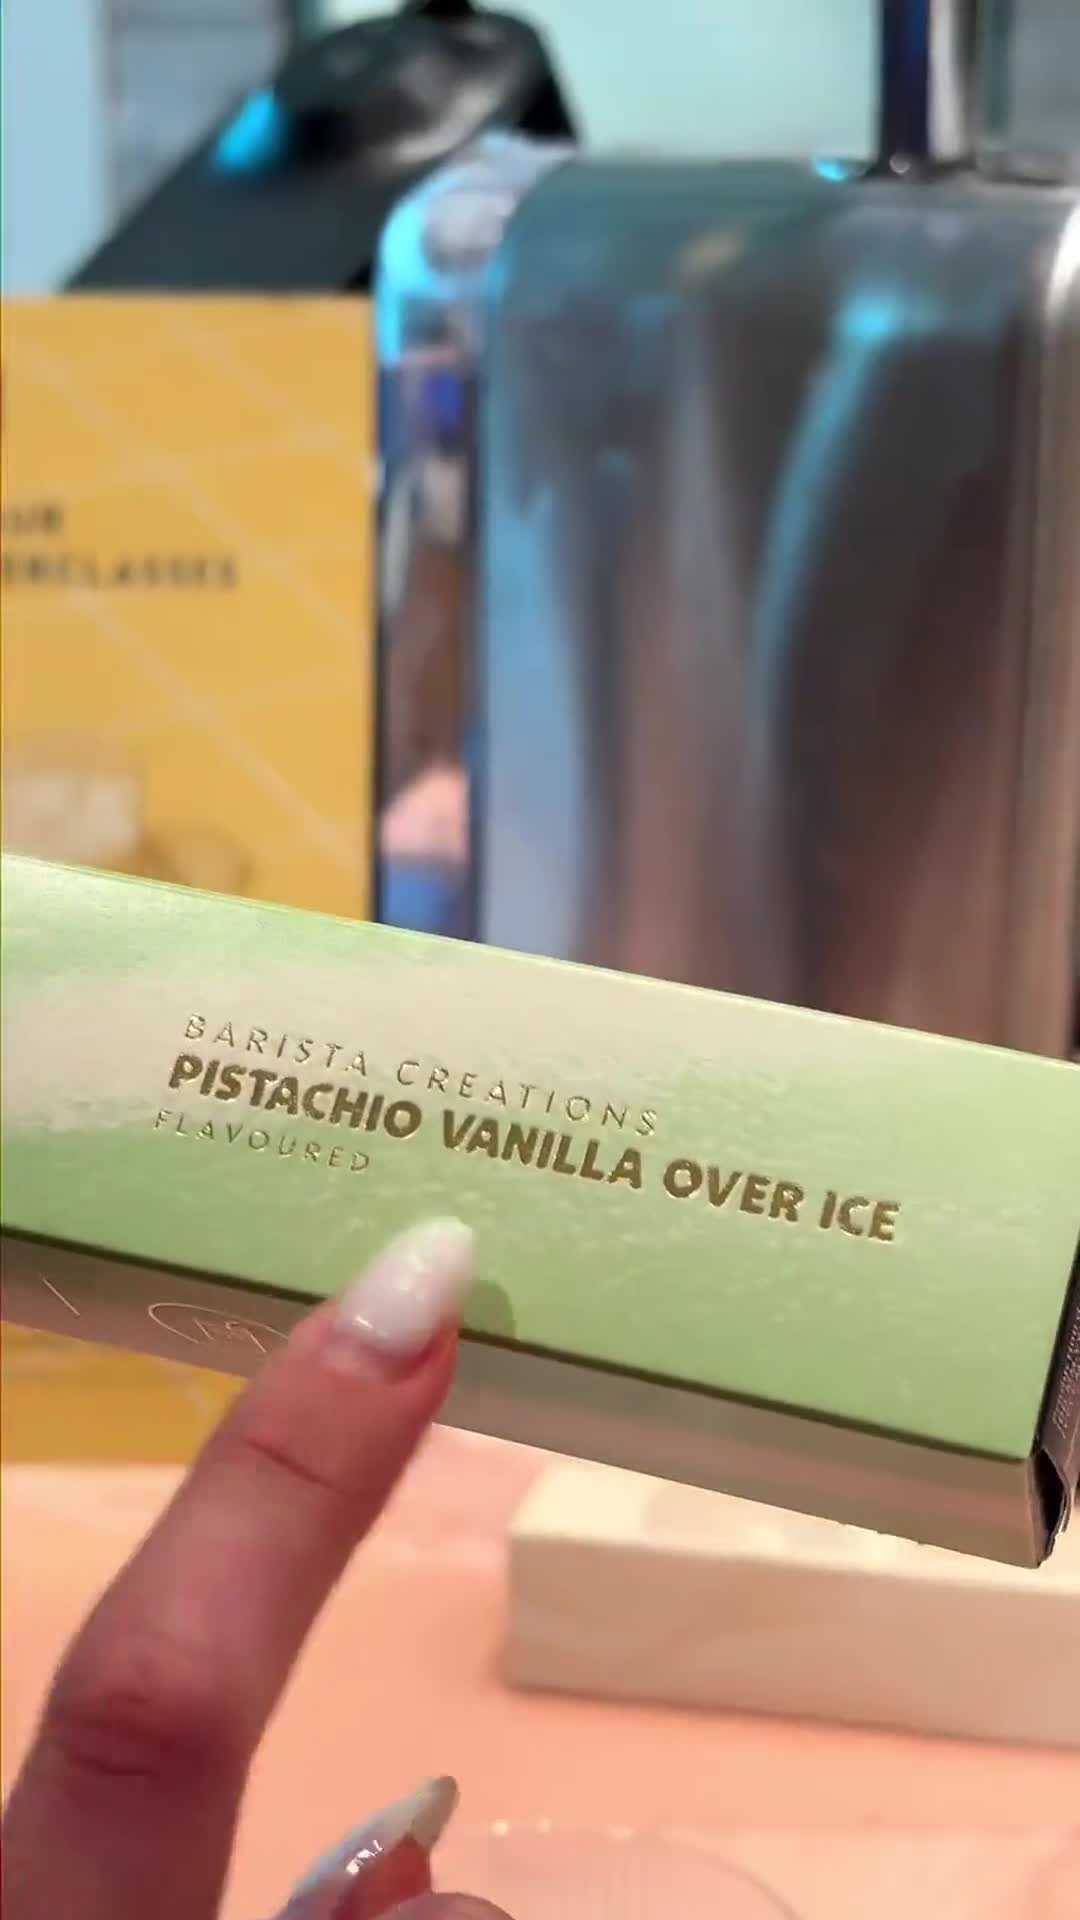 BARISTA CREATIONS
PISTACHIO VANILLA OVER ICE
FLAVOURED